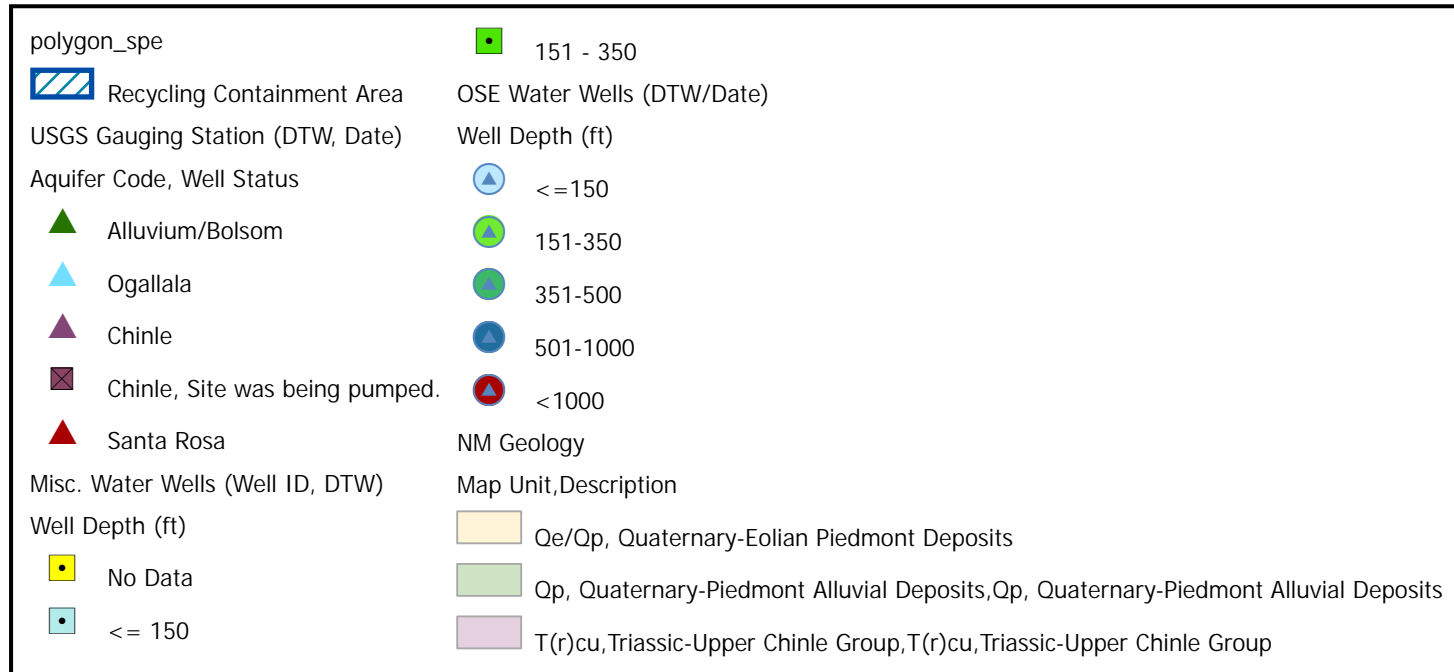 polygon_spe
Recycling Containment Area
USGS Gauging Station (DTW, Date)
Aquifer Code, Well Status
Alluvium/Bolsom
Ogallala
Chinle
Chinle, Site was being pumped.
Santa Rosa
Misc. Water Wells (Well ID, DTW)
Well Depth (ft)
No Data
<= 150
151 - 350
OSE Water Wells (DTW/Date)
Well Depth (ft)
<=150
151-350
351-500
501-1000
<1000
NM Geology
Map Unit,Description
Qe/Qp, Quaternary-Eolian Piedmont Deposits
Qp, Quaternary-Piedmont Alluvial Deposits,Qp, Quaternary-Piedmont Alluvial Deposits
T(r)cu,Triassic-Upper Chinle Group,T(r)cu,Triassic-Upper Chinle Group